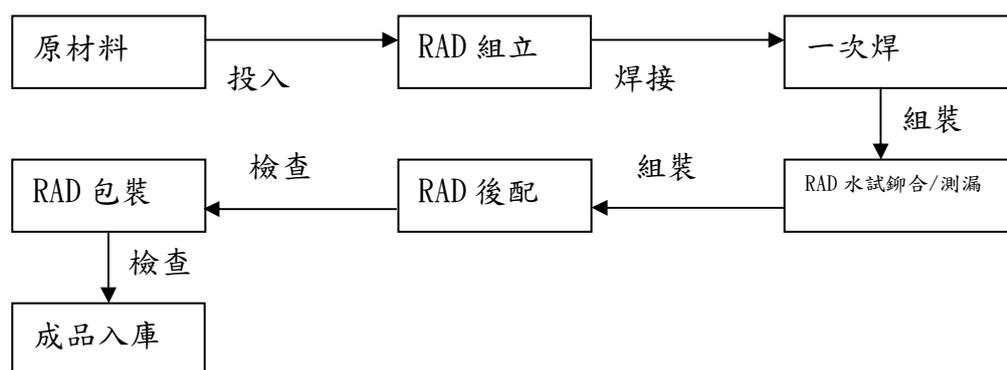 原材料
投入
RAD 組立
焊接
一次焊
組裝
RAD 水試鉚合/測漏
組裝
RAD 後配
檢查
RAD 包裝
檢查
成品入庫